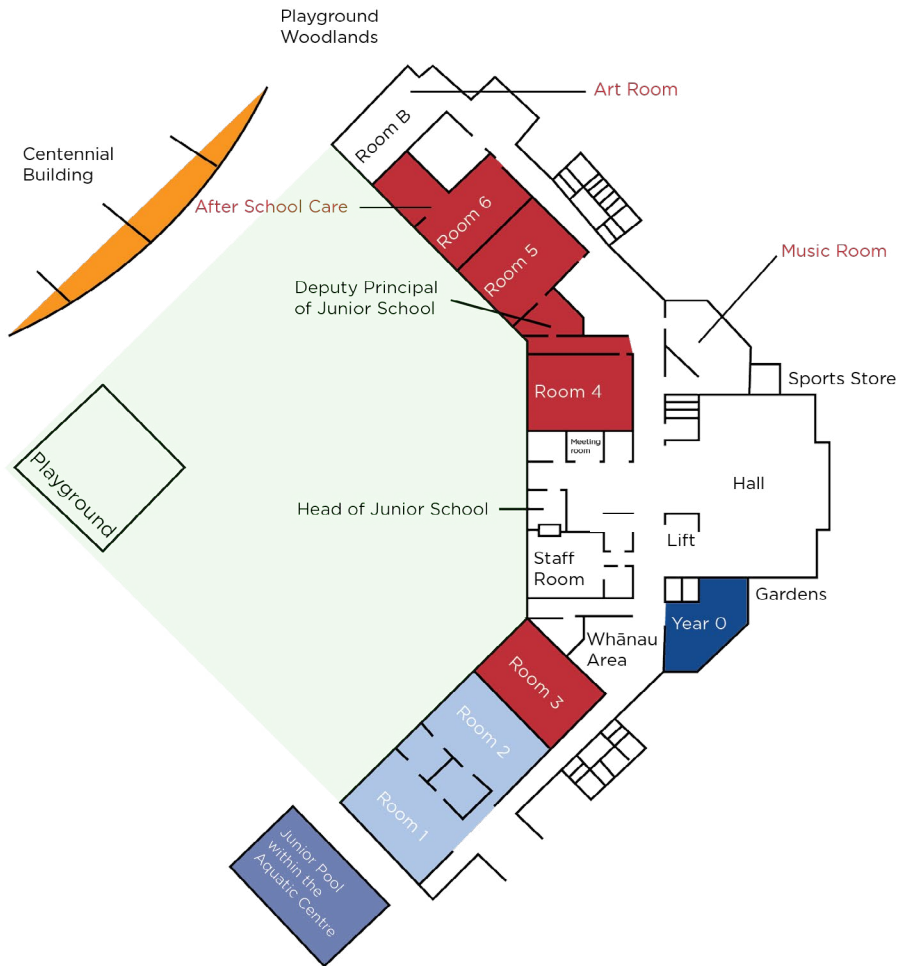 Playground
Woodlands
Art Room
Room B
Centennial
Building
After School Care
Room 6
Room 5
Music Room
Deputy Principal
of Junior School
Sports Store
Room 4
Meeting
room
Playground
Hall
Head of Junior School
Lift
Staff
Room
Gardens
Year 0
Whānau
Area
Room 3
Room 2
Room 1
Junior Pool
within the
Aquatic Centre